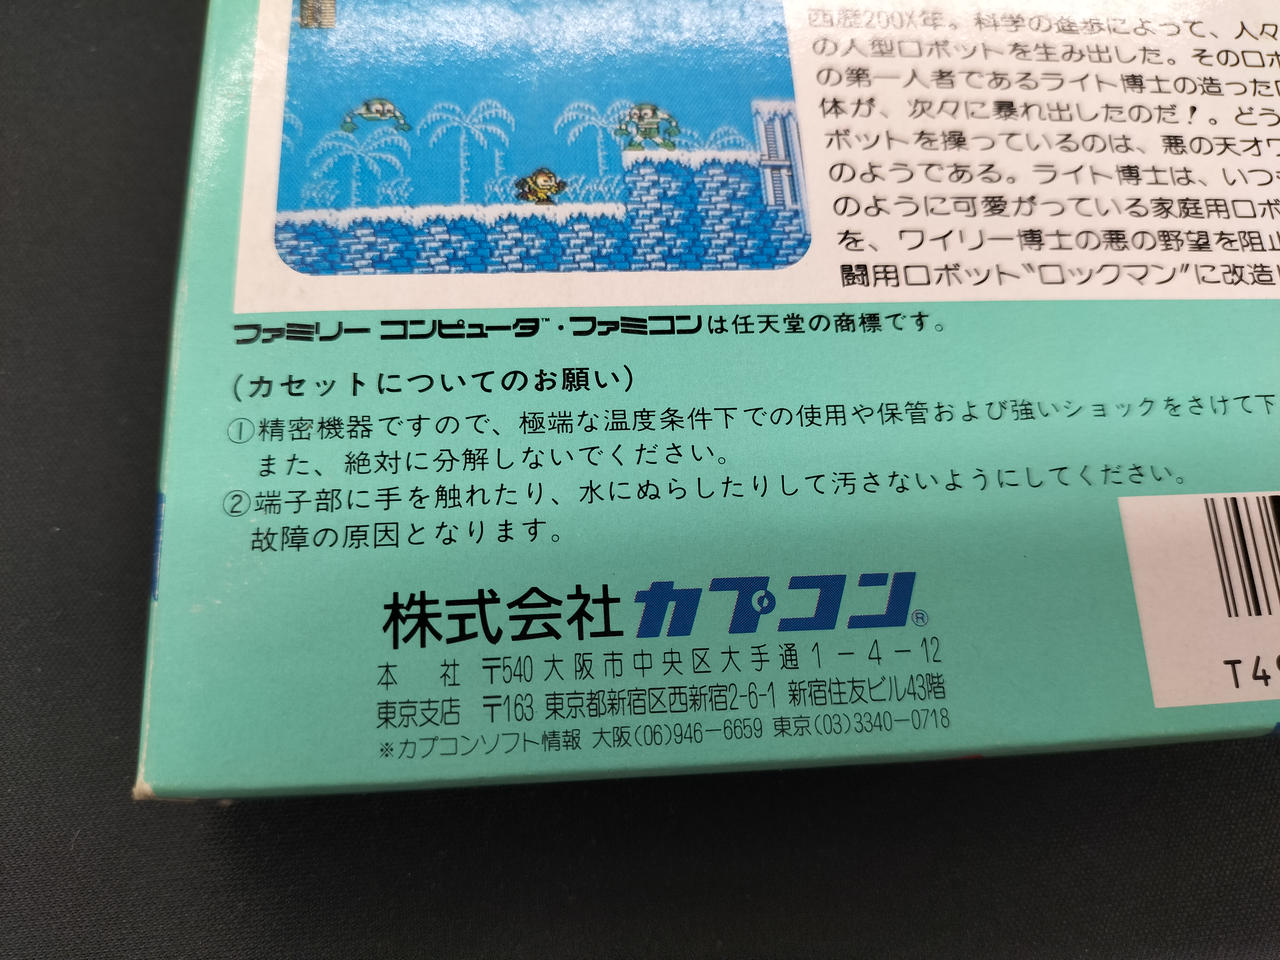 西暦200X年。科学の進歩によって、人々
の人型ロボットを生み出した。そのロボ
の第一人者であるライト博士の造ったロ
体が、次々に暴れ出したのだ！。どう
ボットを操っているのは、悪の天才ワ
のようである。ライト博士は、いつも
のように可愛がっている家庭用ロボ
を、ワイリー博士の悪の野望を阻止
闘用ロボット"ロックマン"に改造し
ファミリーコンピュータ™・ファミコンは任天堂の商標です。
(カセットについてのお願い)
①精密機器ですので、極端な温度条件下での使用や保管および強いショックをさけて下
また、絶対に分解しないでください。
②端子部に手を触れたり、水にぬらしたりして汚さないようにしてください。
故障の原因となります。
株式会社カプコン®
本 社 〒540 大阪市中央区大手通1-4-12
東京支店 〒163 東京都新宿区西新宿2-6-1 新宿住友ビル43階
※カプコンソフト情報 大阪(06)946-6659 東京(03)3340-0718
T4